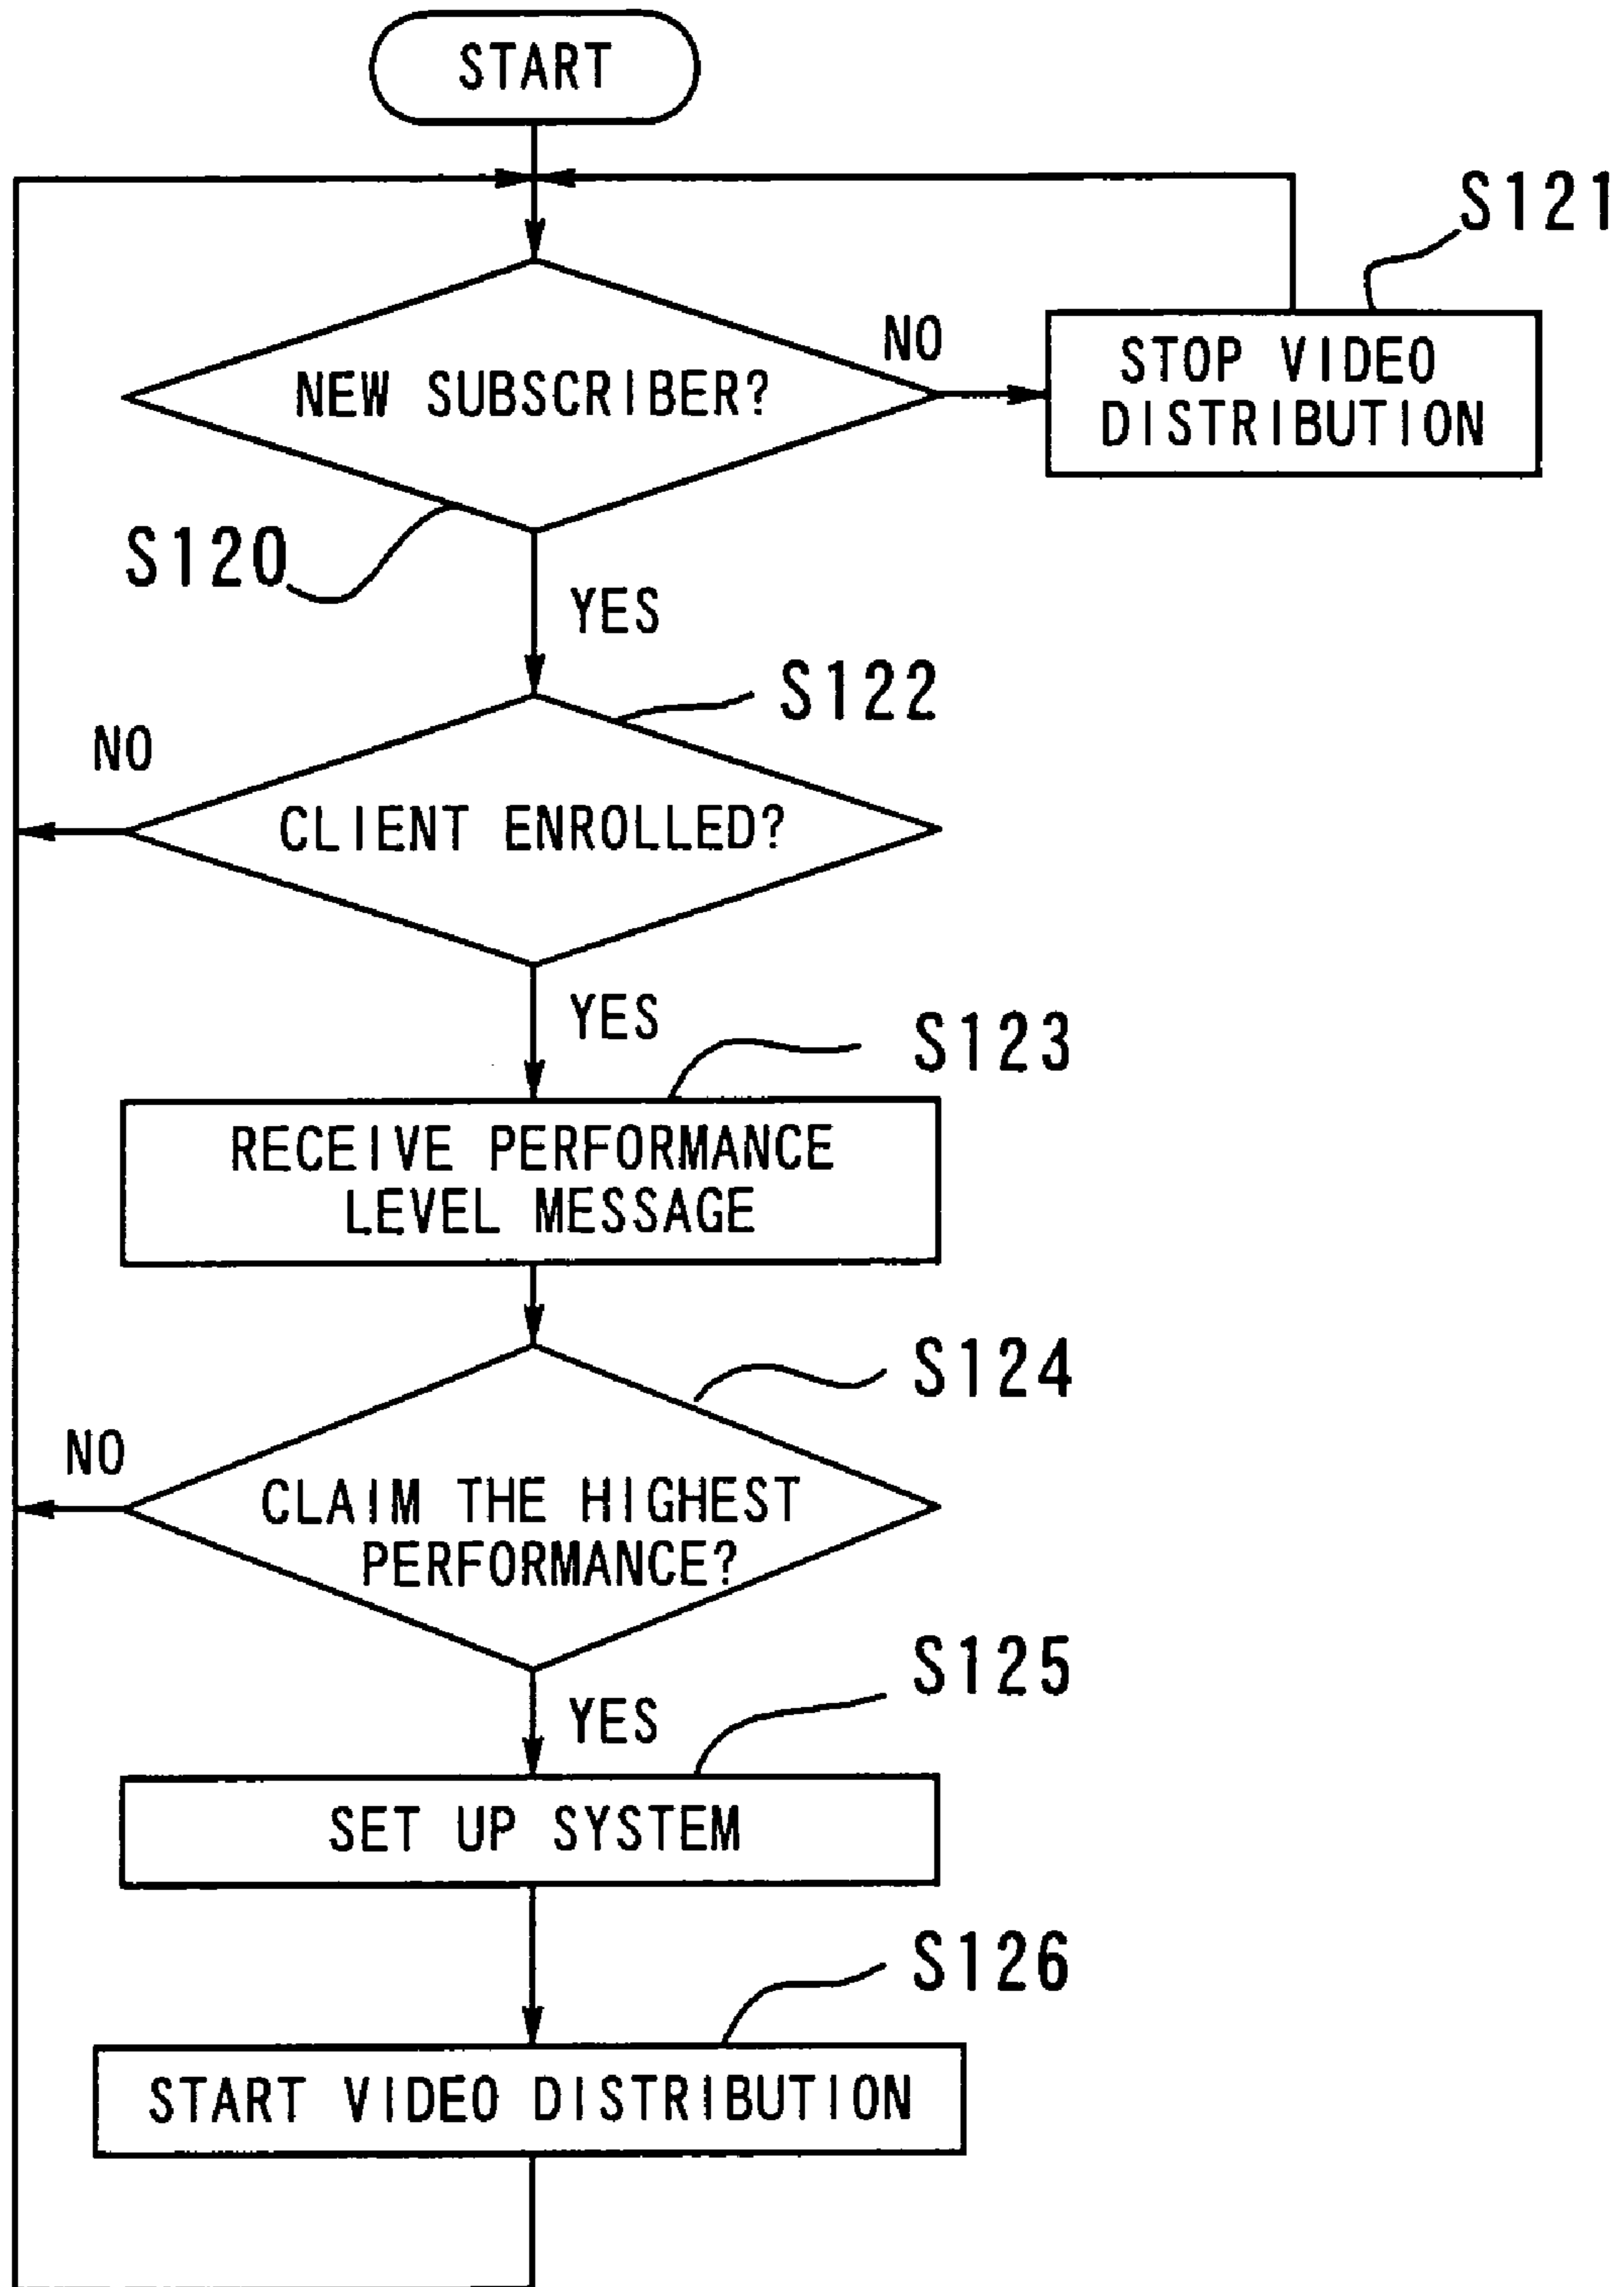 START
S121
NO
STOP VIDEO
DISTRIBUTION
NEW SUBSCRIBER?
S120
YES
S122
NO
CLIENT ENROLLED?
YES
S123
RECEIVE PERFORMANCE
LEVEL MESSAGE
S124
NO
CLAIM THE HIGHEST
PERFORMANCE?
S125
YES
SET UP SYSTEM
S126
START VIDEO DISTRIBUTION